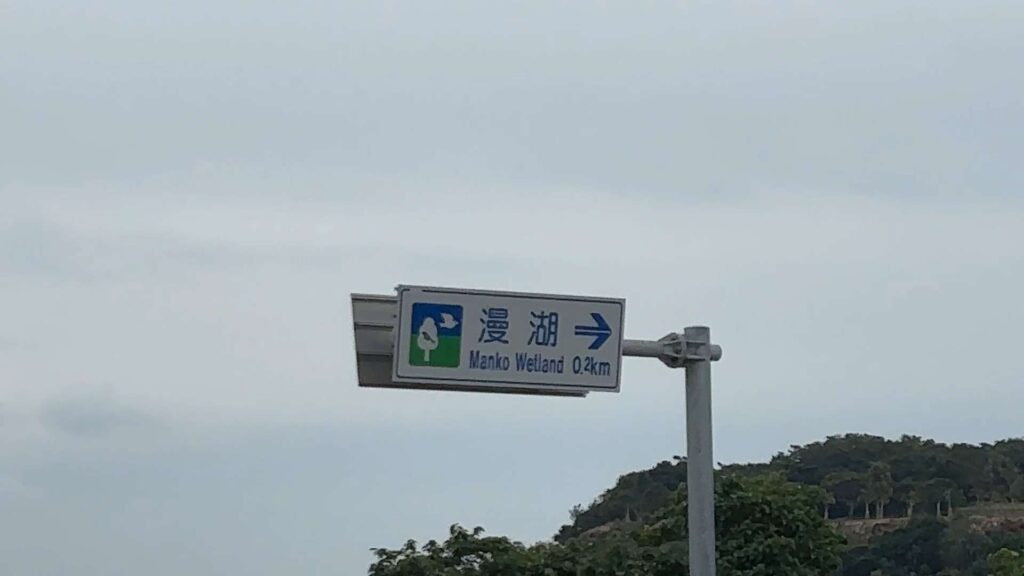 漫湖 →
Manko Wetland 0.2km